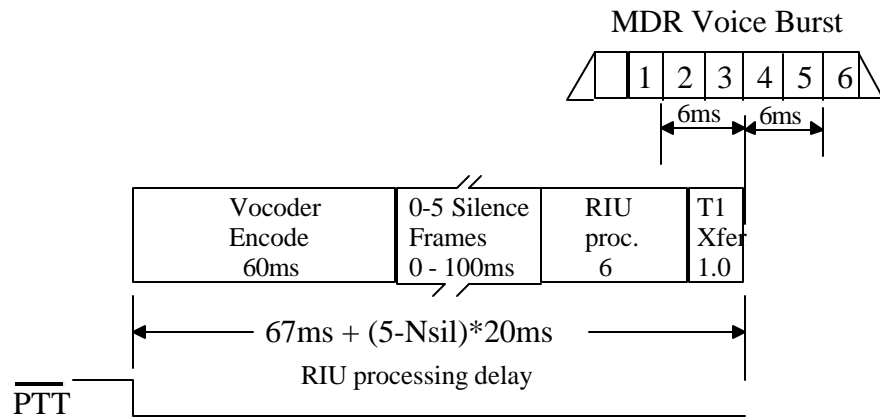 MDR Voice Burst
1 2 3 4 5 6
6ms 6ms
Vocoder
Encode
60ms
0-5 Silence
Frames
0 - 100ms
RIU
proc.
6
T1
Xfer
1.0
67ms + (5-Nsil)*20ms
RIU processing delay
PTT